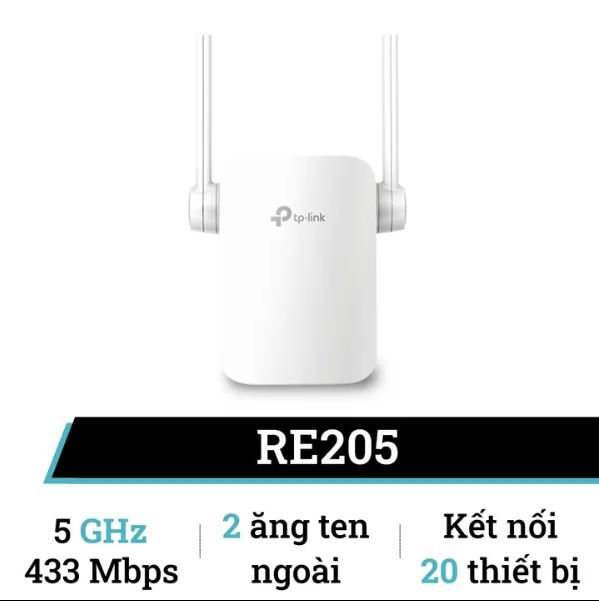 tp-link
RE205
5 GHz
433 Mbps
2 ăng ten
ngoài
Kết nối
20 thiết bị